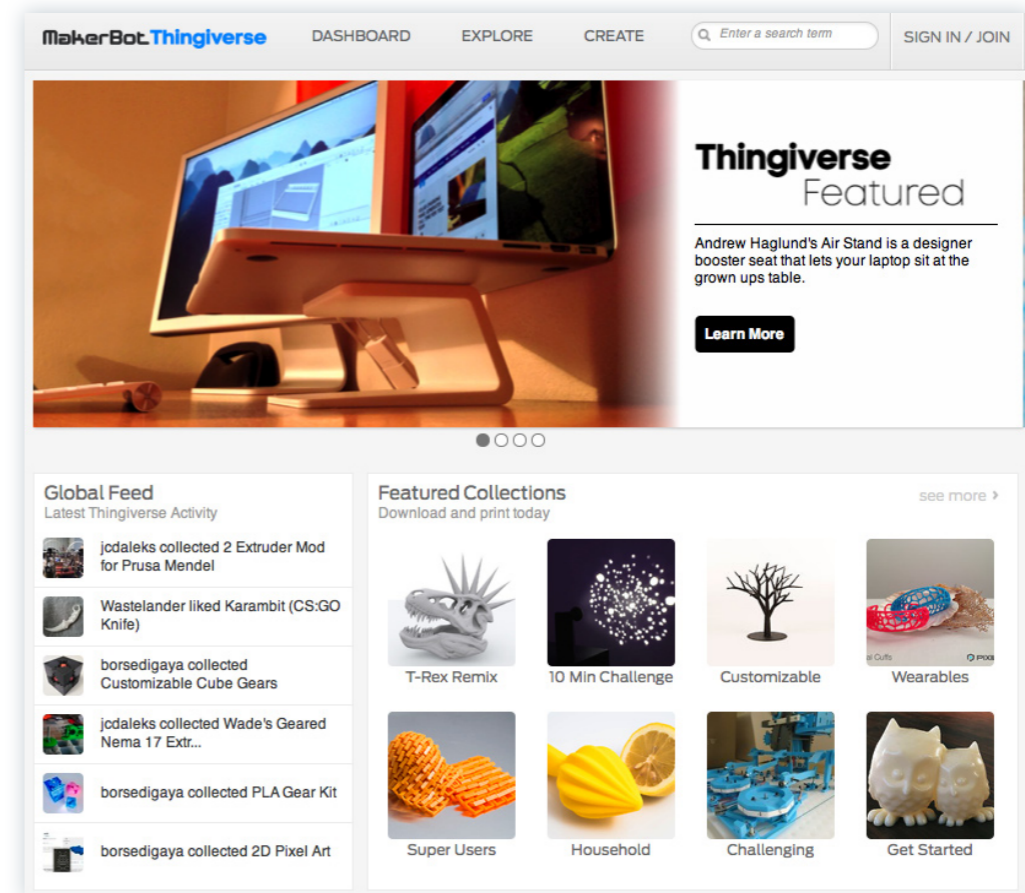 MakerBot.Thingiverse
DASHBOARD
EXPLORE
CREATE
Enter a search term
SIGN IN / JOIN
Thingiverse
Featured
Andrew Haglund's Air Stand is a designer
booster seat that lets your laptop sit at the
grown ups table.
Learn More
Global Feed
Latest Thingiverse Activity
jcdaleks collected 2 Extruder Mod
for Prusa Mendel
Wastelander liked Karambit (CS:GO
Knife)
borsedigaya collected
Customizable Cube Gears
jcdaleks collected Wade's Geared
Nema 17 Extr...
borsedigaya collected PLA Gear Kit
borsedigaya collected 2D Pixel Art
Featured Collections
Download and print today
see more
T-Rex Remix
10 Min Challenge
Customizable
Wearables
Super Users
Household
Challenging
Get Started